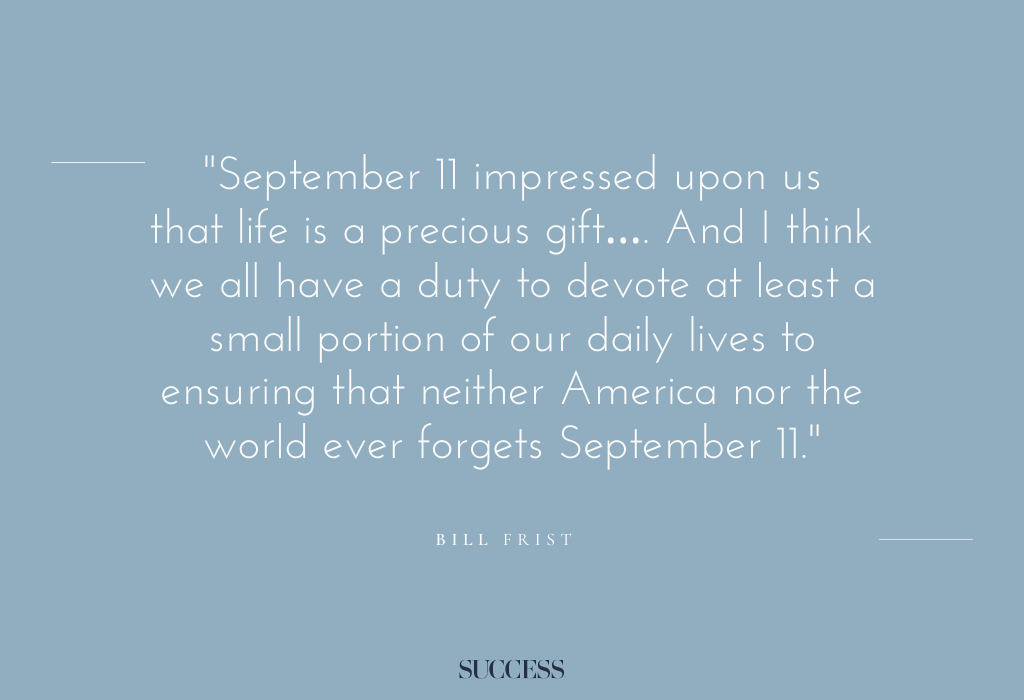 "September 11 impressed upon us
that life is a precious gift.... And I think
we all have a duty to devote at least a
small portion of our daily lives to
ensuring that neither America nor the
world ever forgets September 11."
BILL FRIST
SUCCESS